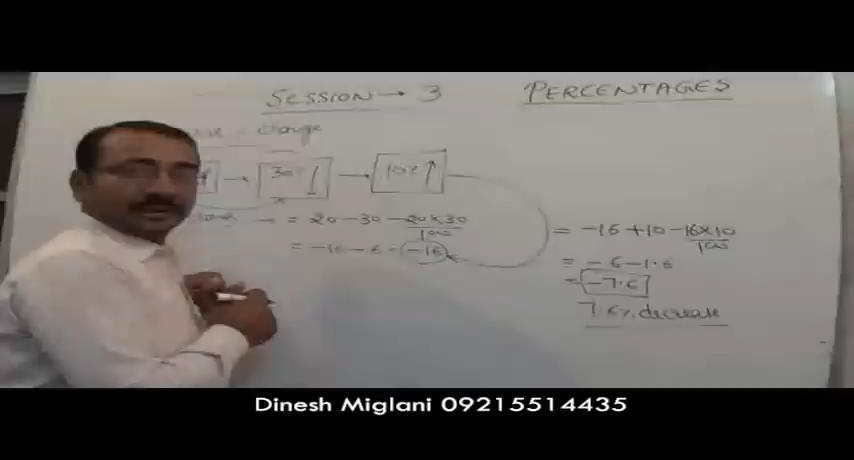 SESSION → 3
PERCENTAGES
change
30% ↓ → 10% ↑
→ = 20 - 30 - 20×30/100
= -10 - 6 = -16
= -16 + 10 - 16×10/100
= -6 - 1.6
= -7.6
7.6% decrease
Dinesh Miglani 09215514435